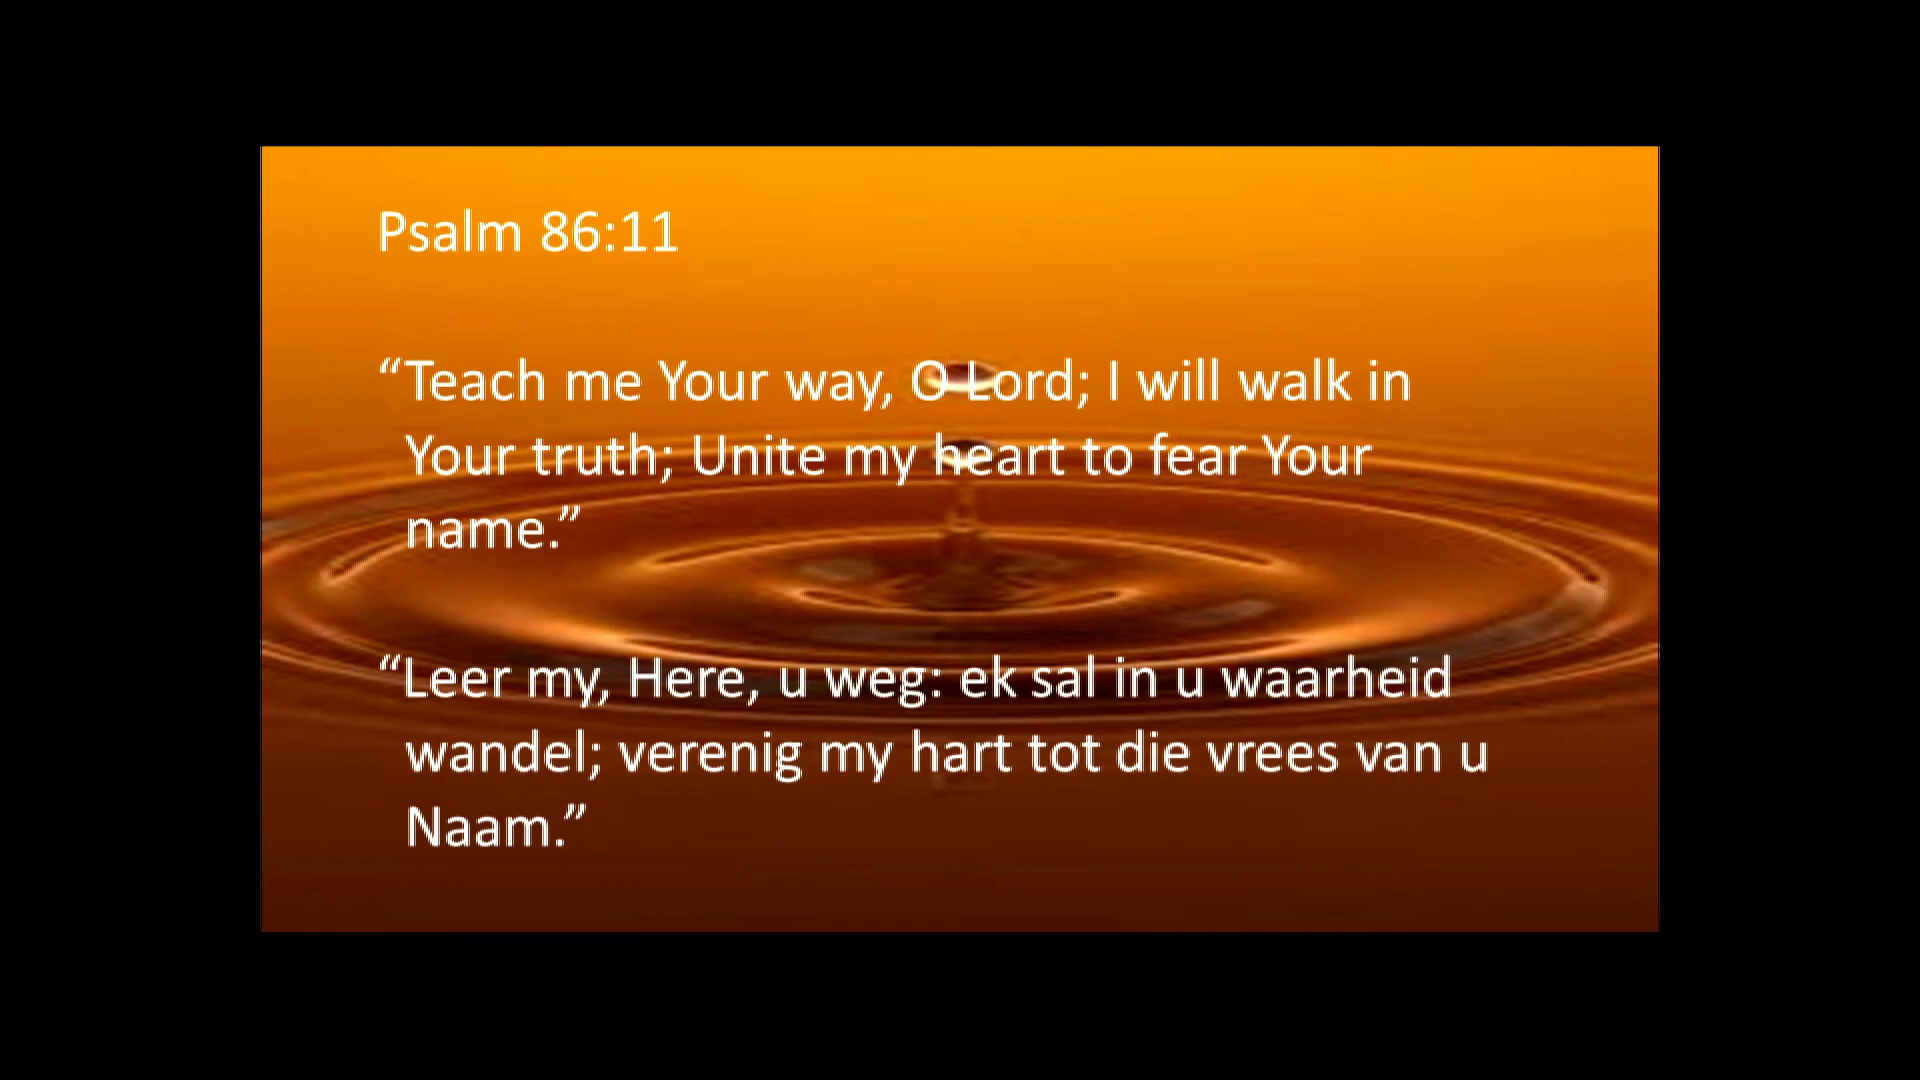 Psalm 86:11
“Teach me Your way, O Lord; I will walk in
Your truth; Unite my heart to fear Your
name.”
“Leer my, Here, u weg: ek sal in u waarheid
wandel; verenig my hart tot die vrees van u
Naam.”